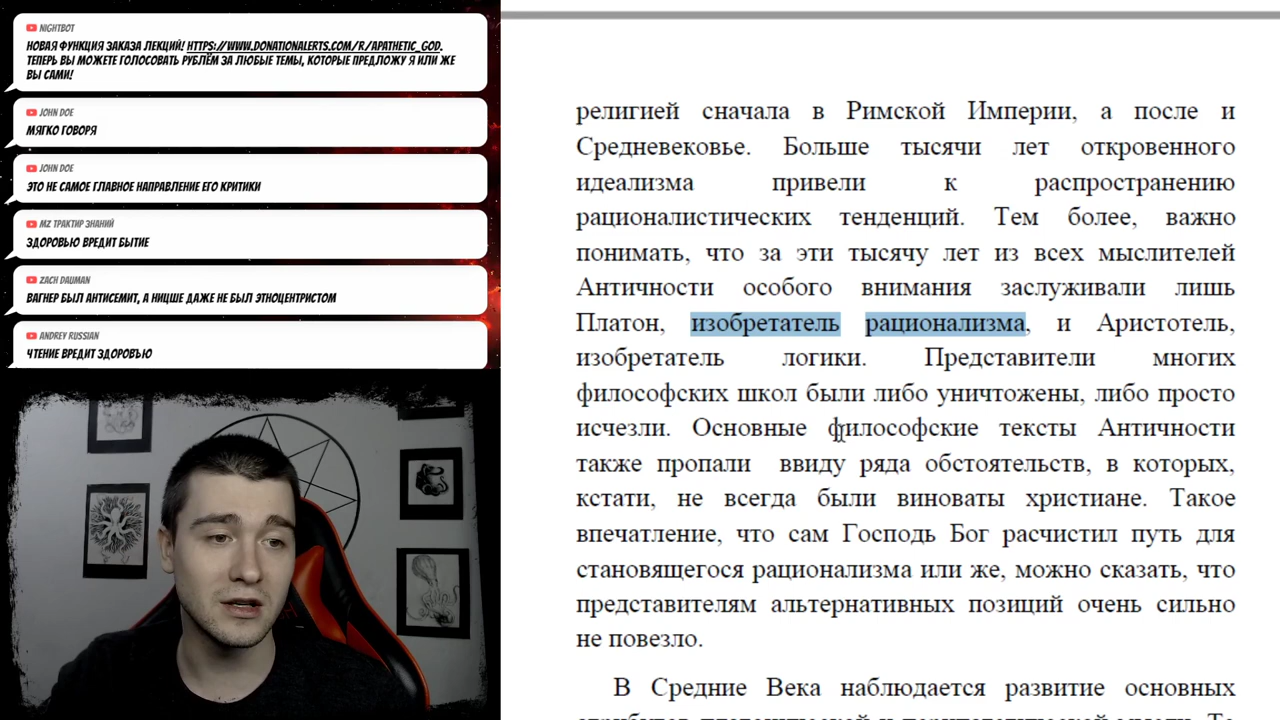 NIGHTBOT
НОВАЯ ФУНКЦИЯ ЗАКАЗА ЛЕКЦИЙ! HTTPS://WWW.DONATIONALERTS.COM/R/APATHETIC_GOD.
ТЕПЕРЬ ВЫ МОЖЕТЕ ГОЛОСОВАТЬ РУБЛЁМ ЗА ЛЮБЫЕ ТЕМЫ, КОТОРЫЕ ПРЕДЛОЖУ Я ИЛИ ЖЕ
ВЫ САМИ!
JOHN DOE
МЯГКО ГОВОРЯ
JOHN DOE
ЭТО НЕ САМОЕ ГЛАВНОЕ НАПРАВЛЕНИЕ ЕГО КРИТИКИ
MZ ТРАКТИР ЗНАНИЙ
ЗДОРОВЬЮ ВРЕДИТ БЫТИЕ
ZACH DAUMAN
ВАГНЕР БЫЛ АНТИСЕМИТ, А НИЦШЕ ДАЖЕ НЕ БЫЛ ЭТНОЦЕНТРИСТОМ
ANDREY RUSSIAN
ЧТЕНИЕ ВРЕДИТ ЗДОРОВЪЮ
религией сначала в Римской Империи, а после и
Средневековье. Больше тысячи лет откровенного
идеализма привели к распространению
рационалистических тенденций. Тем более, важно
понимать, что за эти тысячу лет из всех мыслителей
Античности особого внимания заслуживали лишь
Платон, изобретатель рационализма, и Аристотель,
изобретатель логики. Представители многих
философских школ были либо уничтожены, либо просто
исчезли. Основные философские тексты Античности
также пропали ввиду ряда обстоятельств, в которых,
кстати, не всегда были виноваты христиане. Такое
впечатление, что сам Господь Бог расчистил путь для
становящегося рационализма или же, можно сказать, что
представителям альтернативных позиций очень сильно
не повезло.
В Средние Века наблюдается развитие основных